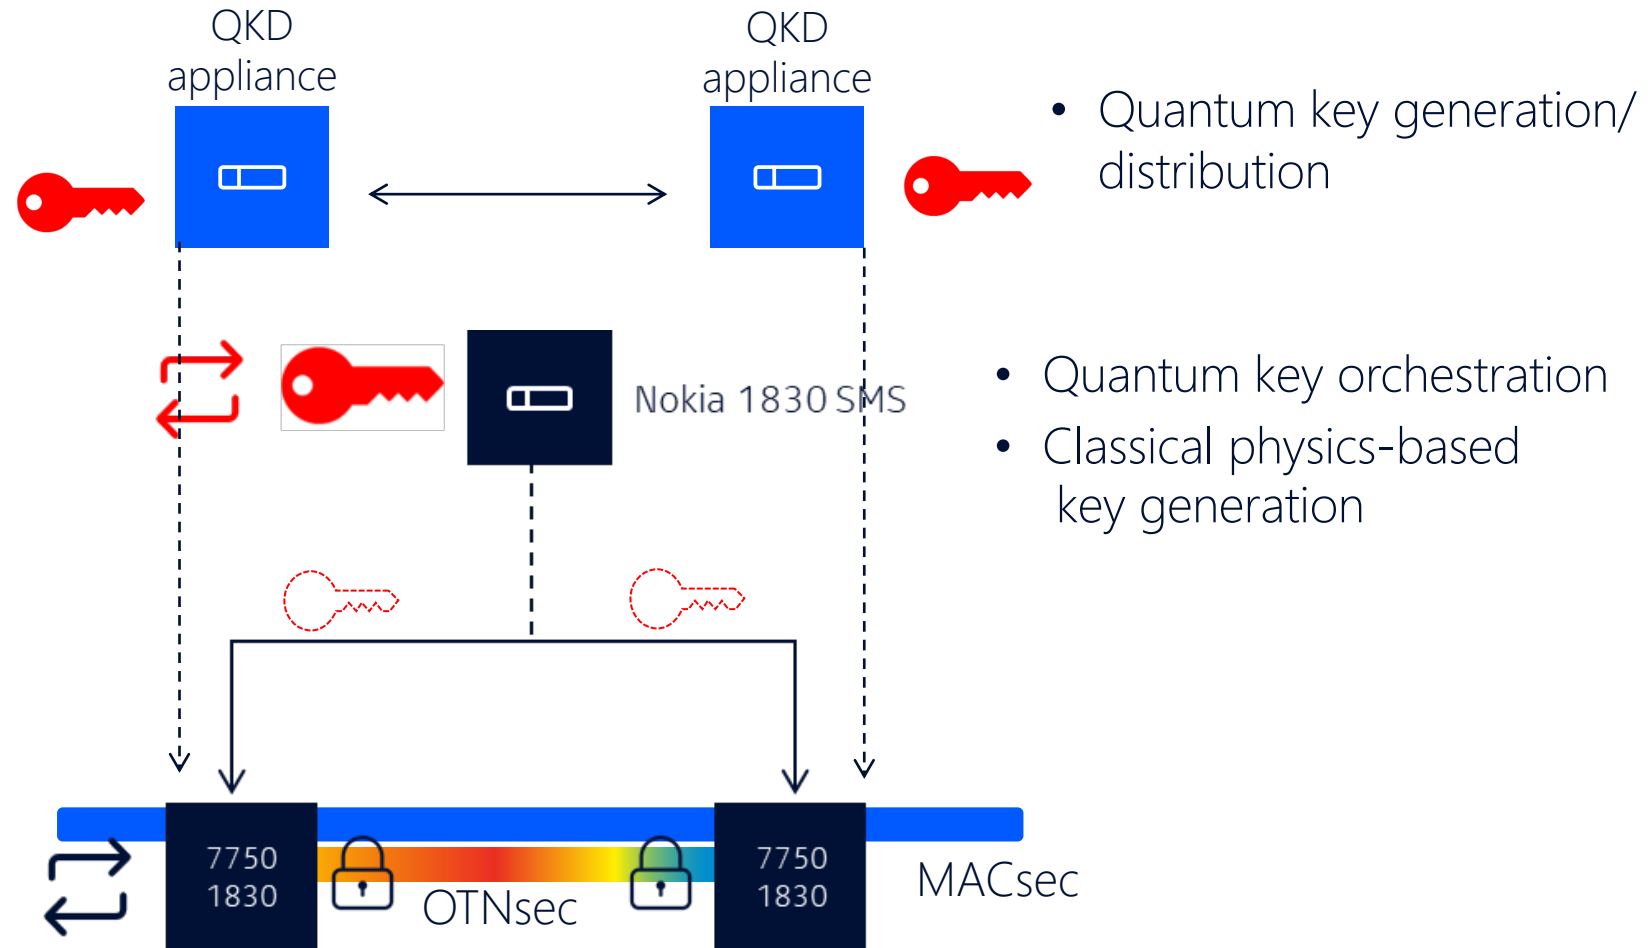 QKD
appliance
QKD
appliance
• Quantum key generation/
distribution
Nokia 1830 SMS
• Quantum key orchestration
• Classical physics-based
key generation
7750
1830
OTNsec
7750
1830
MACsec